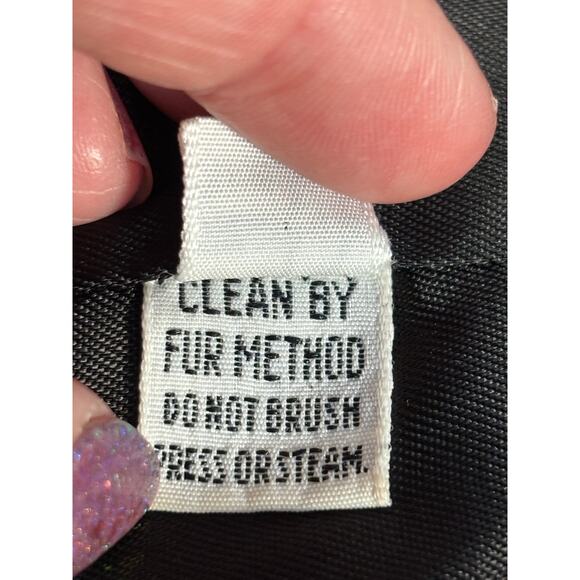 CLEAN BY
FUR METHOD
DO NOT BRUSH
PRESS OR STEAM.